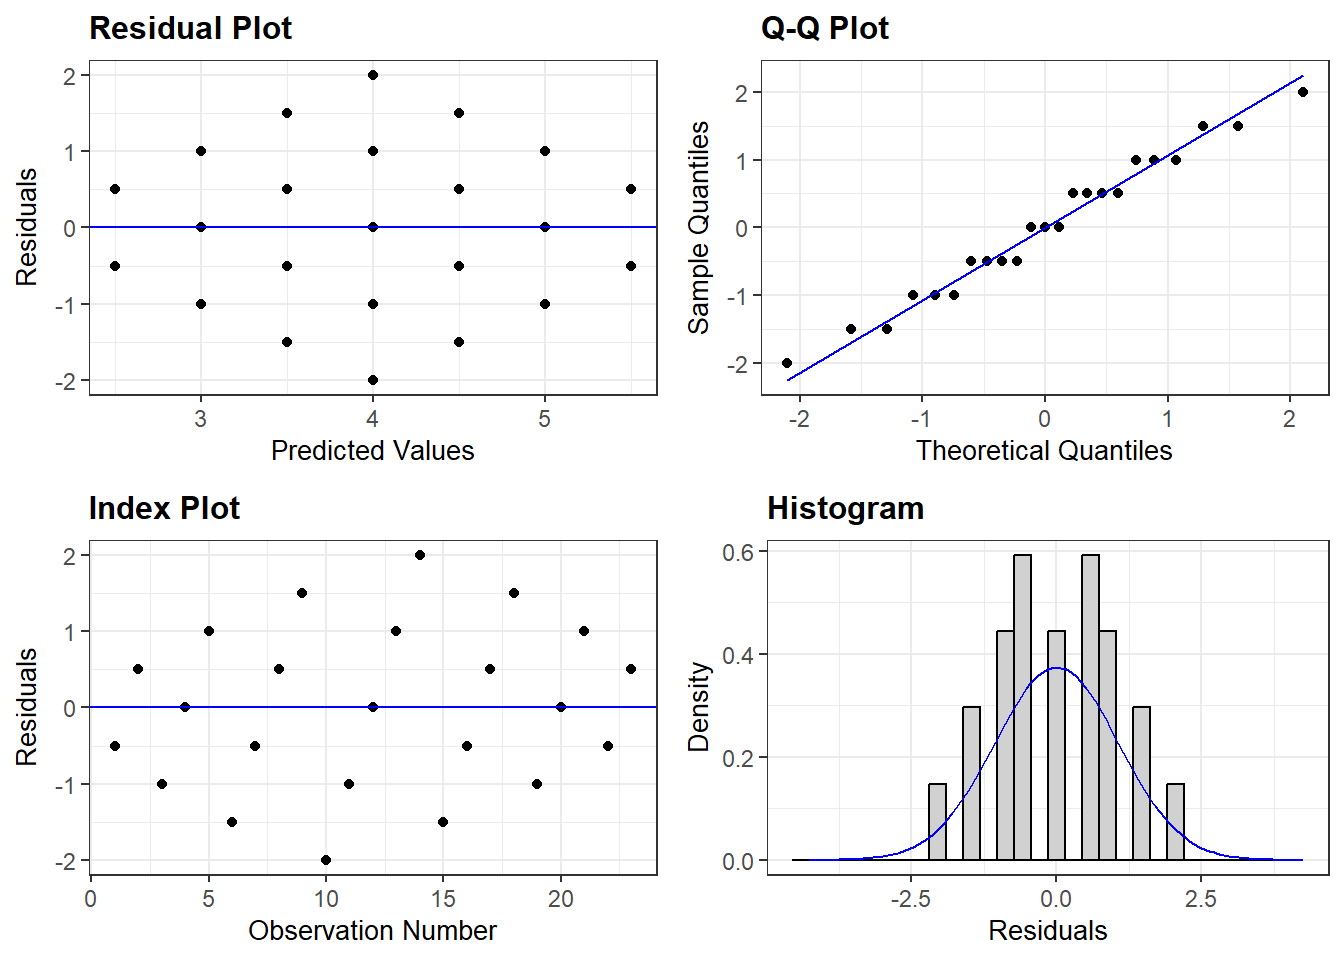 Residual Plot
2
1
0
-1
-2
Residuals
3 4 5
Predicted Values
Q-Q Plot
2
1
0
-1
-2
Sample Quantiles
-2 -1 0 1 2
Theoretical Quantiles
Index Plot
2
1
0
-1
-2
Residuals
0 5 10 15 20
Observation Number
Histogram
0.6
0.4
0.2
0.0
Density
-2.5 0.0 2.5
Residuals